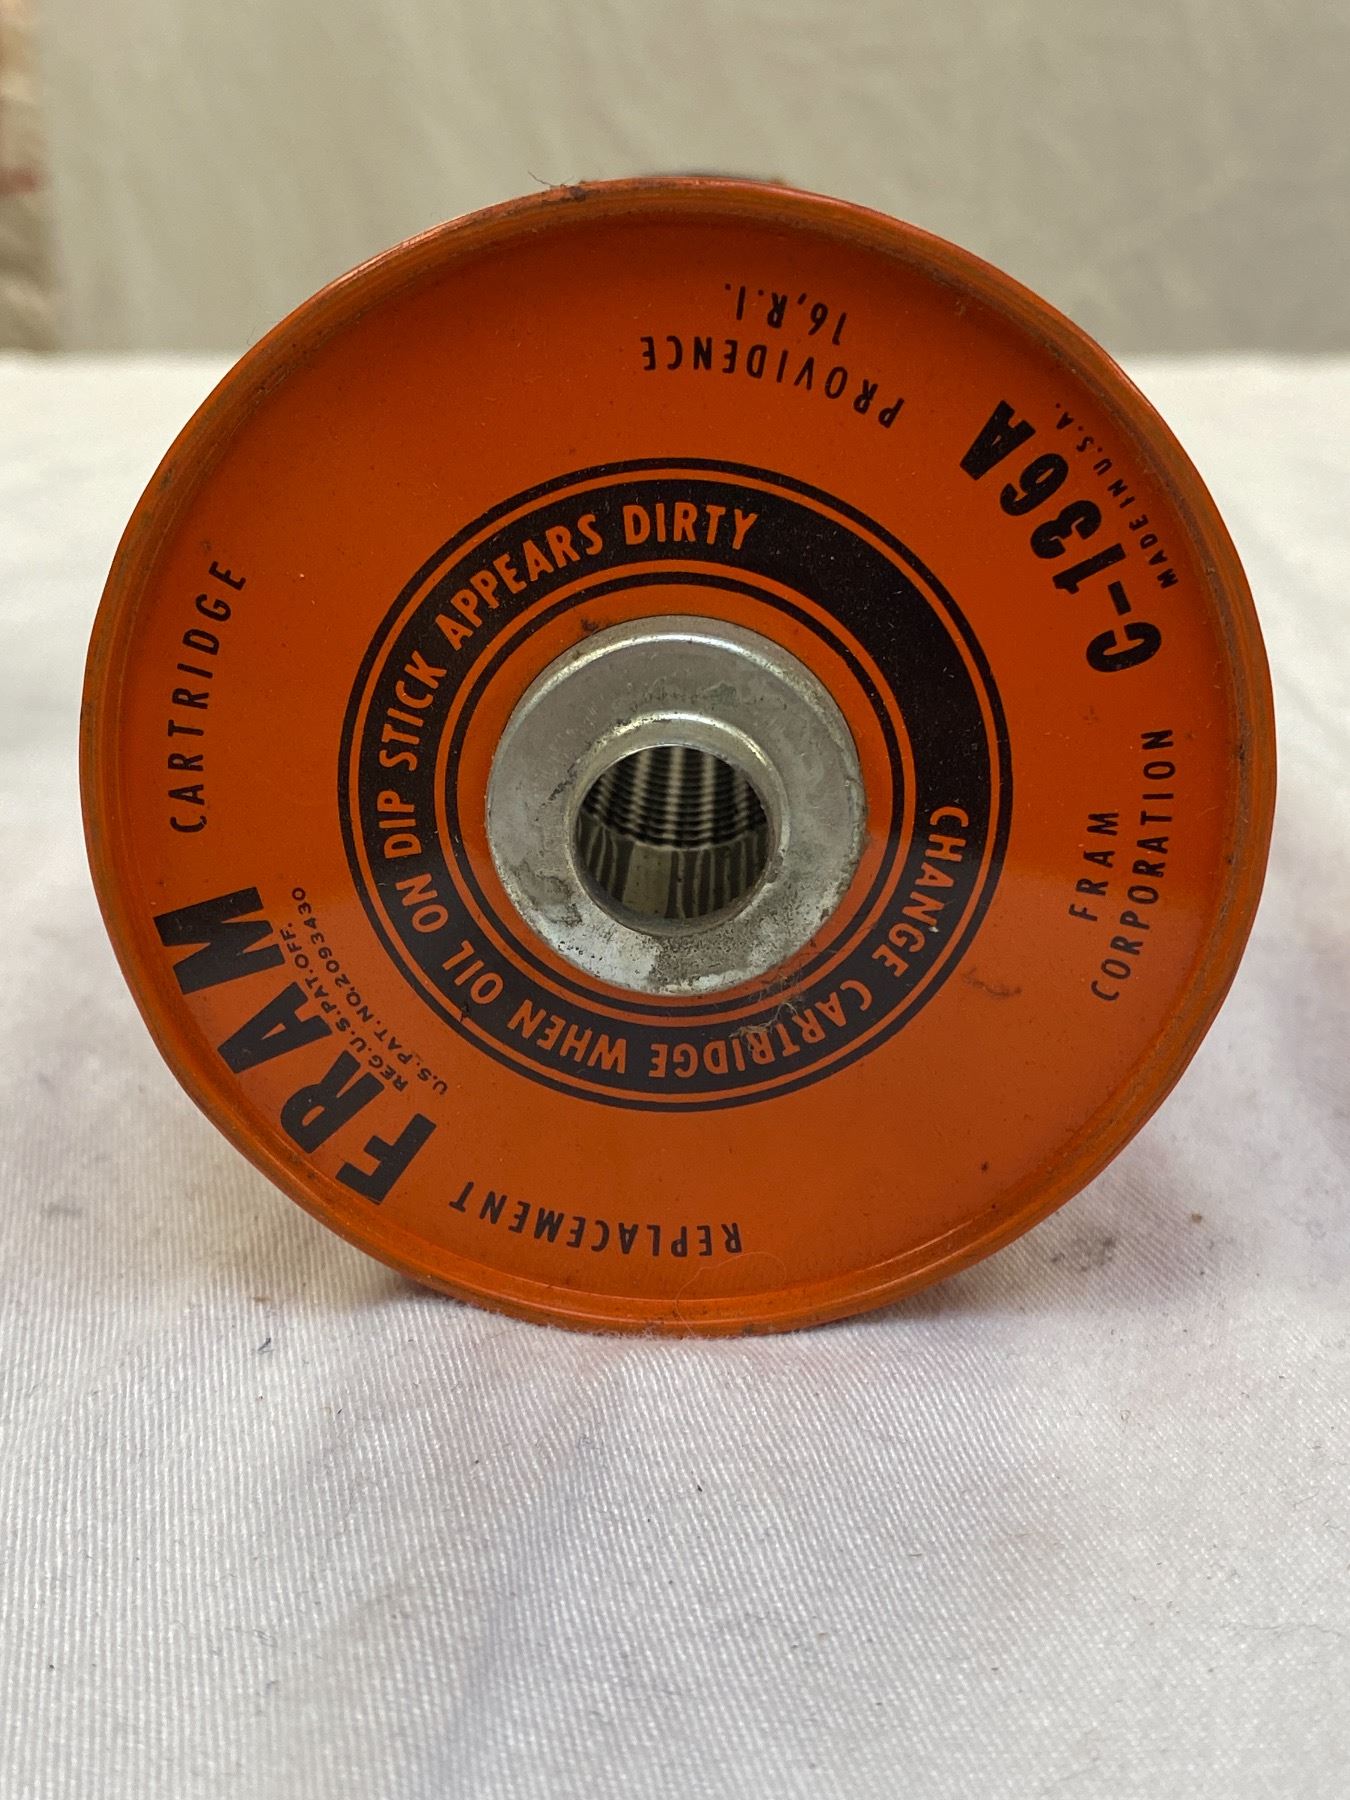 REPLACEMENT
FRAM
CARTRIDGE
REG.U.S.PAT.OFF.
U.S.PAT.NO.2093430
PROVIDENCE
16, R.I.
C-136A
MADE IN U.S.A.
FRAM
CORPORATION
CHANGE CARTRIDGE WHEN OIL ON DIP STICK APPEARS DIRTY